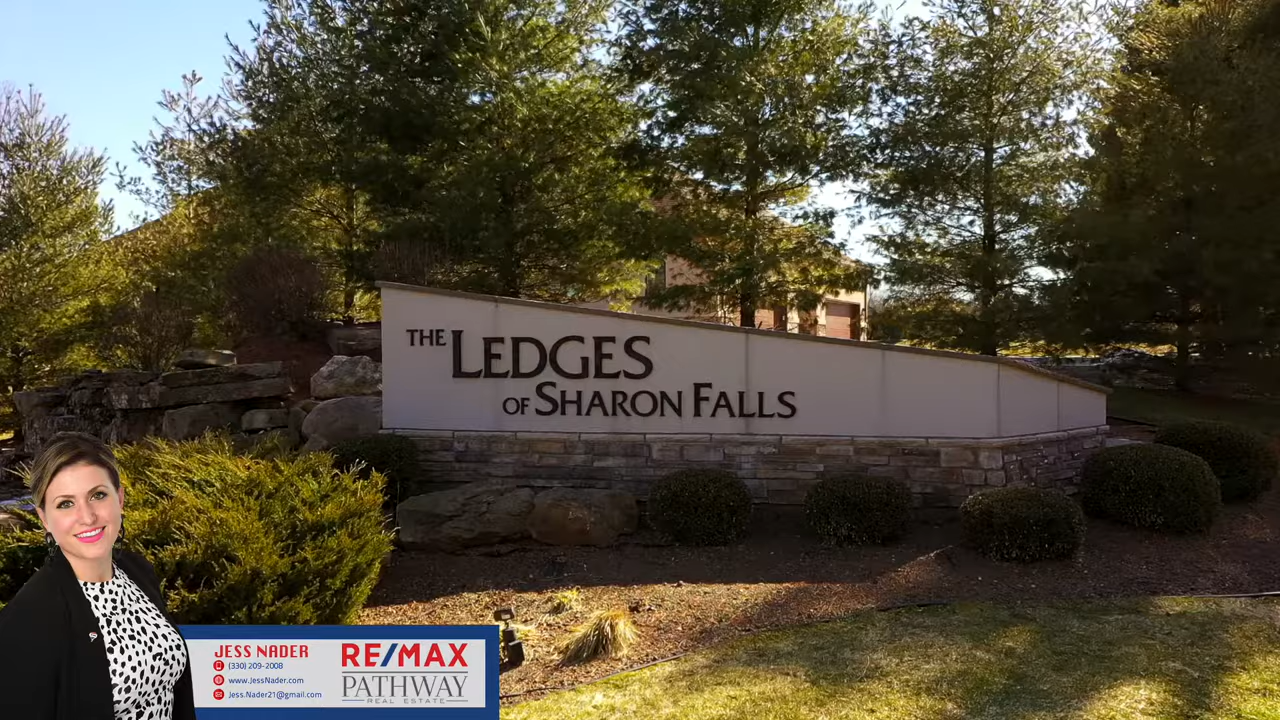 THE LEDGES
OF SHARON FALLS
JESS NADER
(330) 209-2008
www.JessNader.com
Jess.Nader21@gmail.com
RE/MAX
PATHWAY
REAL ESTATE